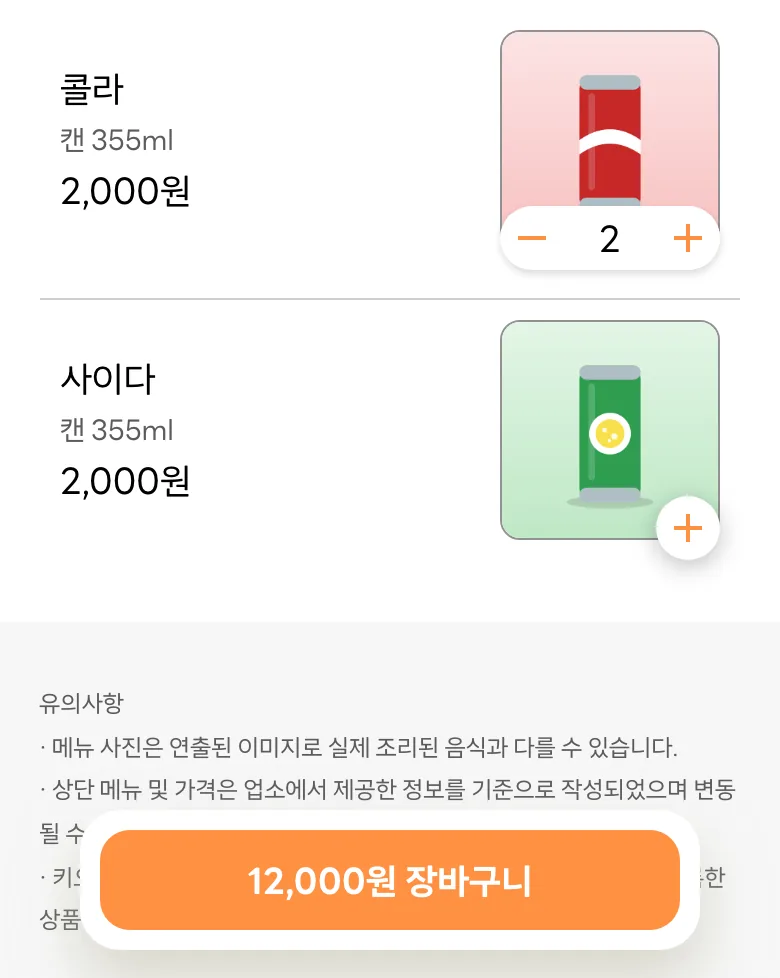 콜라
캔 355ml
2,000원
2
사이다
캔 355ml
2,000원
유의사항
· 메뉴 사진은 연출된 이미지로 실제 조리된 음식과 다를 수 있습니다.
· 상단 메뉴 및 가격은 업소에서 제공한 정보를 기준으로 작성되었으며 변동
될 수
·
상품
12,000원 장바구니